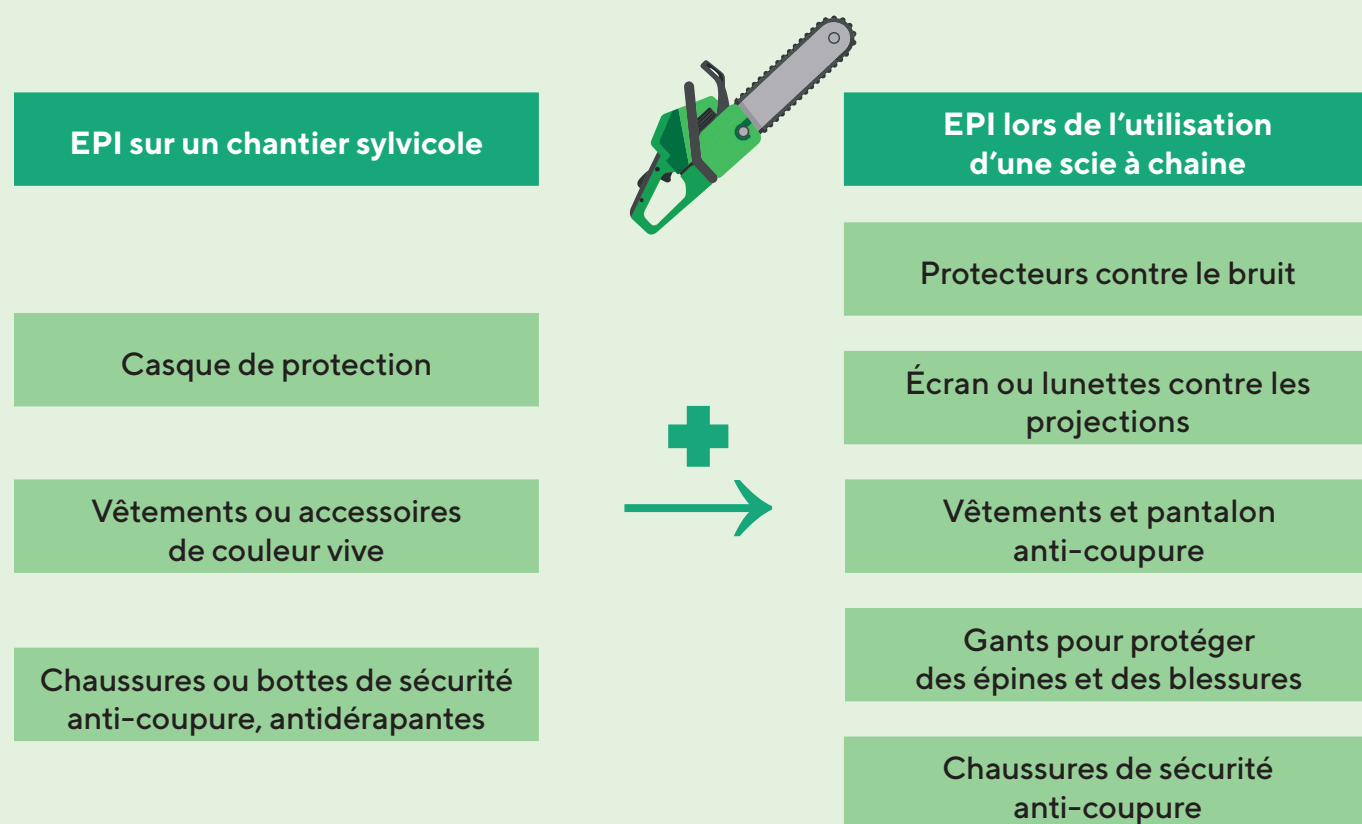 EPI sur un chantier sylvicole
Casque de protection
Vêtements ou accessoires
de couleur vive
Chaussures ou bottes de sécurité
anti-coupure, antidérapantes
EPI lors de l’utilisation
d’une scie à chaine
Protecteurs contre le bruit
Écran ou lunettes contre les
projections
Vêtements et pantalon
anti-coupure
Gants pour protéger
des épines et des blessures
Chaussures de sécurité
anti-coupure